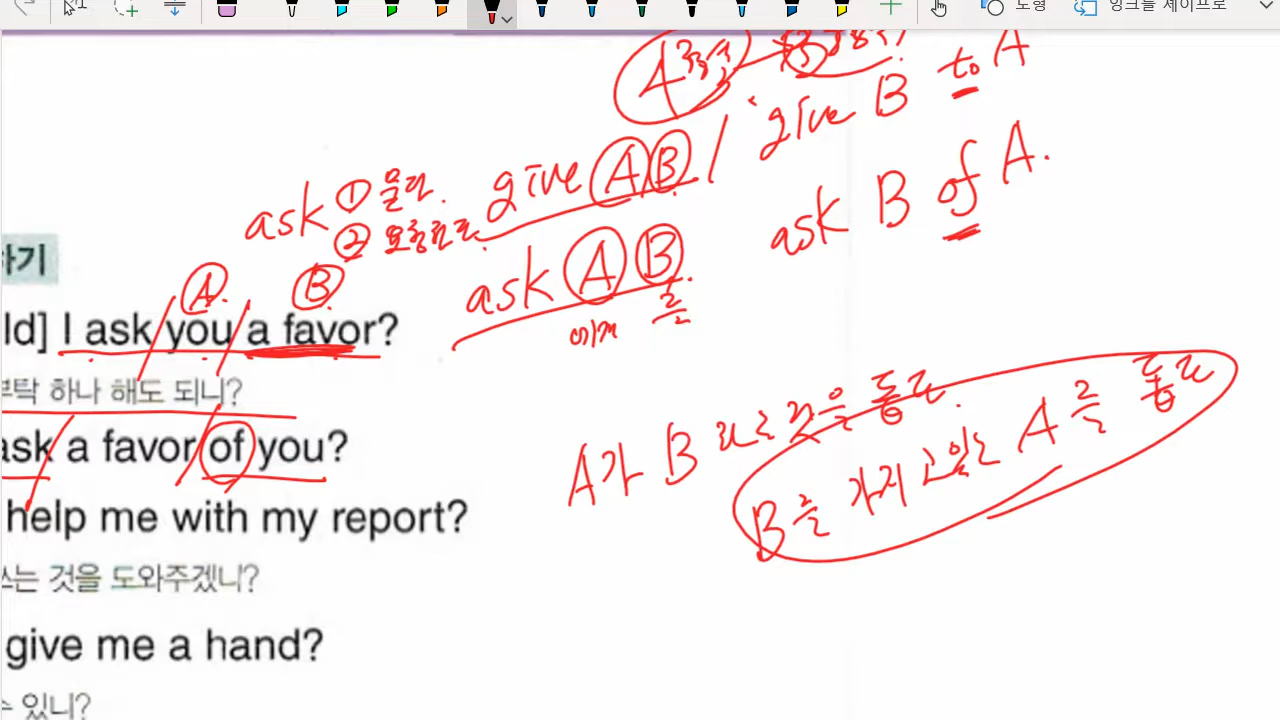 도형 잉크를 셰이프로
4형식 → 3형식
give A B / give B to A
ask ① 묻다.
② 요청하다.
ask A B ask B of A.
에게 를
하기
A. B
ld] I ask you a favor?
부탁 하나 해도 되니?
ask a favor of you?
A가 B 하는 것을 돕다.
B를 가지고 있는 A를 돕다
help me with my report?
쓰는 것을 도와주겠니?
give me a hand?
수 있니?